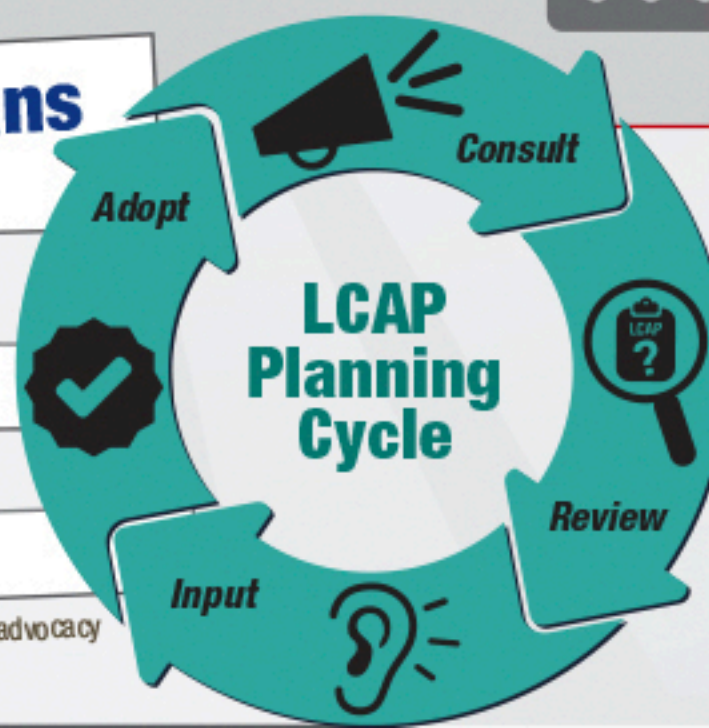 ns
Consult
Adopt
LCAP
Planning
Cycle
LCAP
?
Review
Input
advocacy